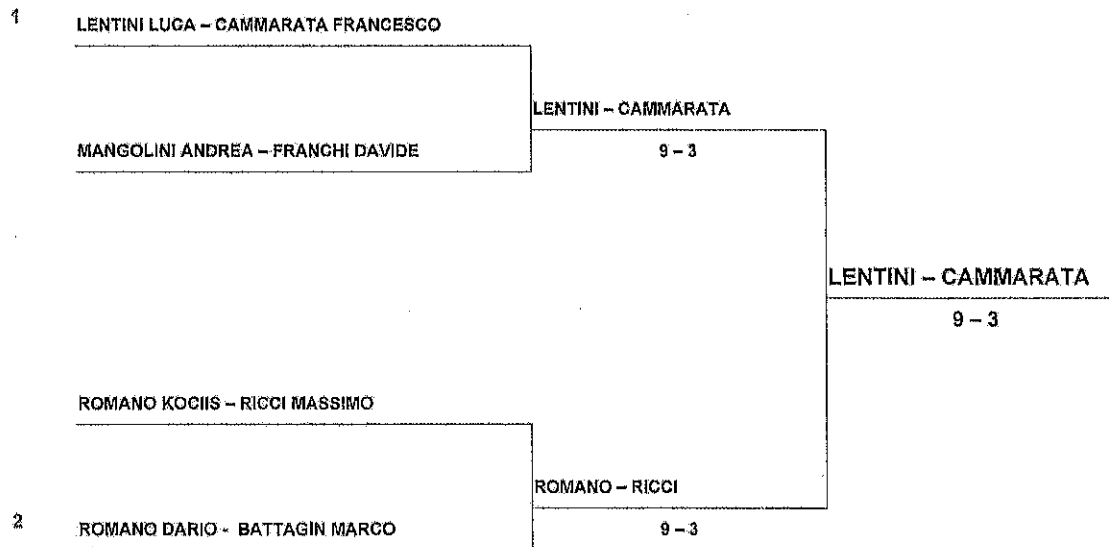 1
LENTINI LUCA – CAMMARATA FRANCESCO
LENTINI – CAMMARATA
MANGOLINI ANDREA – FRANCHI DAVIDE
9 – 3
LENTINI – CAMMARATA
9 – 3
ROMANO KOCIIS – RICCI MASSIMO
ROMANO – RICCI
2
ROMANO DARIO - BATTAGIN MARCO
9 – 3